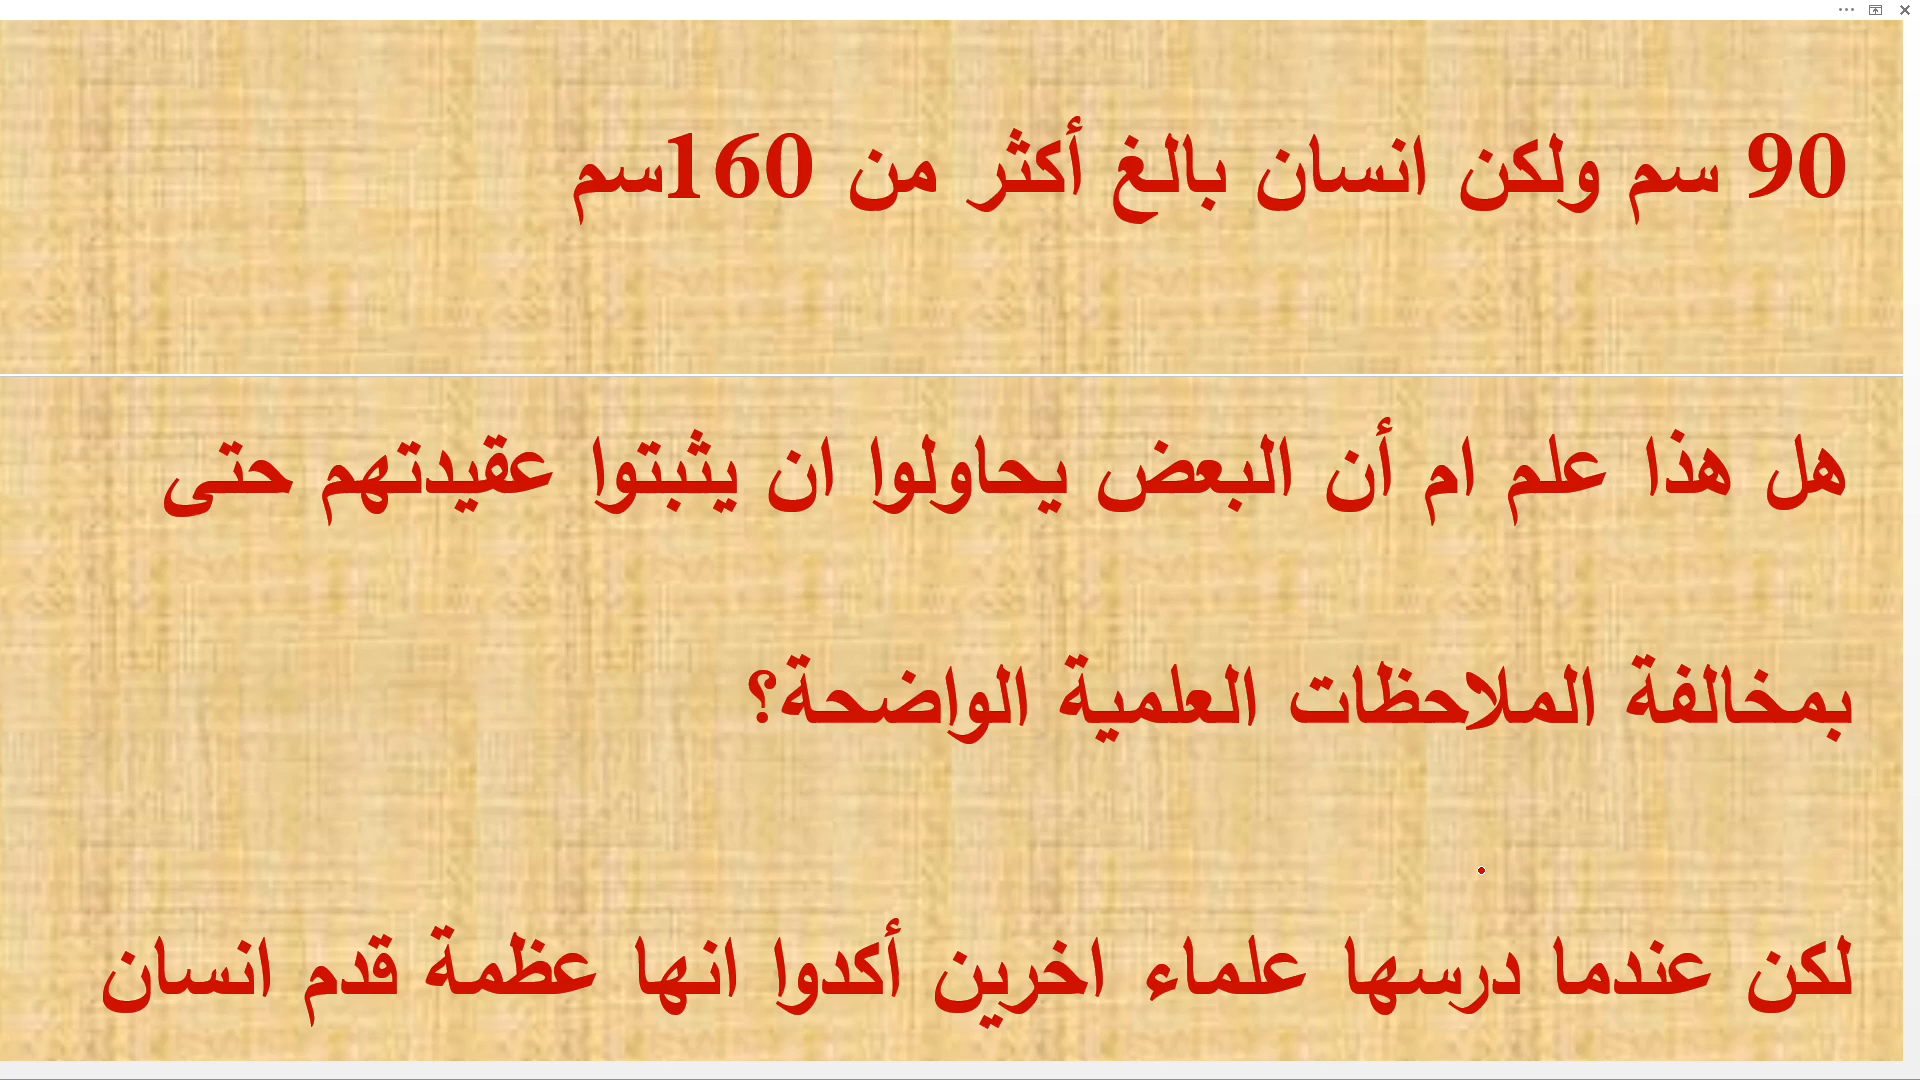 90 سم ولكن انسان بالغ أكثر من 160سم
هل هذا علم ام أن البعض يحاولوا ان يثبتوا عقيدتهم حتى
بمخالفة الملاحظات العلمية الواضحة؟
لكن عندما درسها علماء اخرين أكدوا انها عظمة قدم انسان